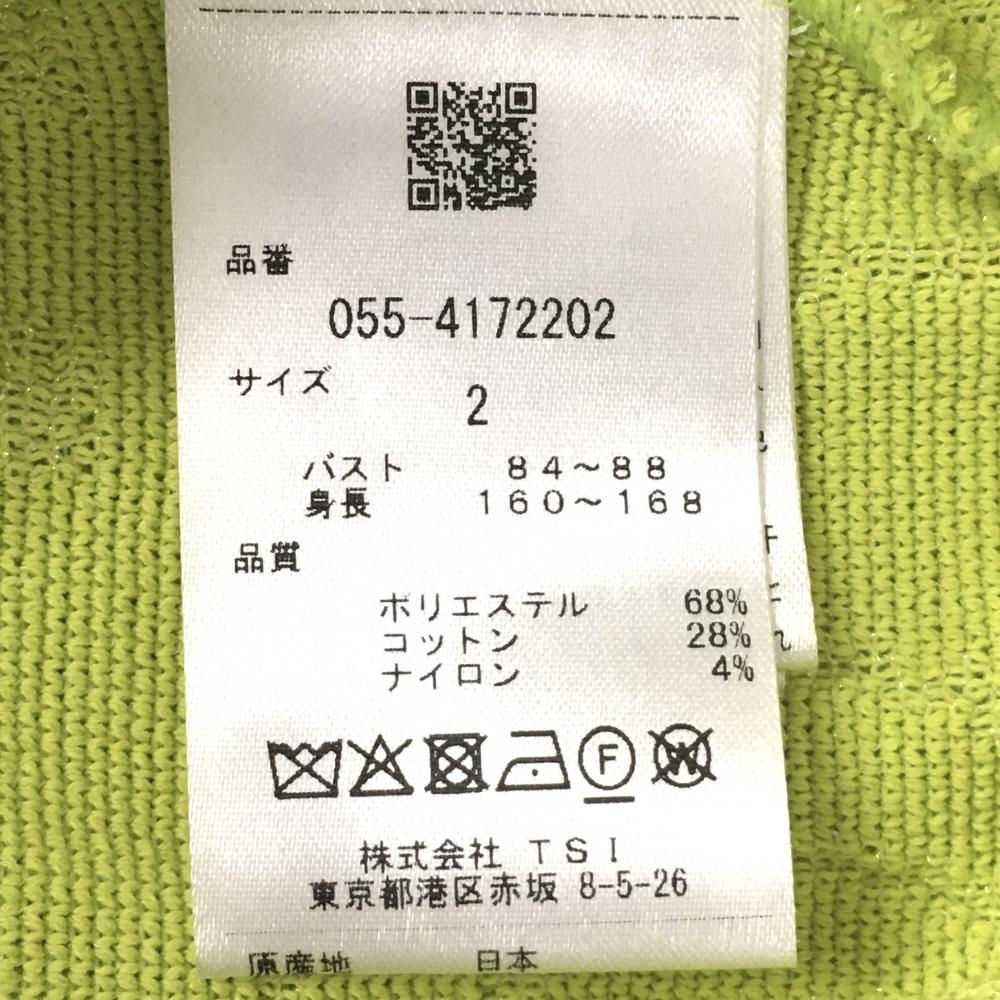 品番
055-4172202
サイズ
2
バスト 84～88
身長 160～168
品質
ポリエステル 68%
コットン 28%
ナイロン 4%
F W
株式会社 TSI
東京都港区赤坂 8-5-26
原産地 日本